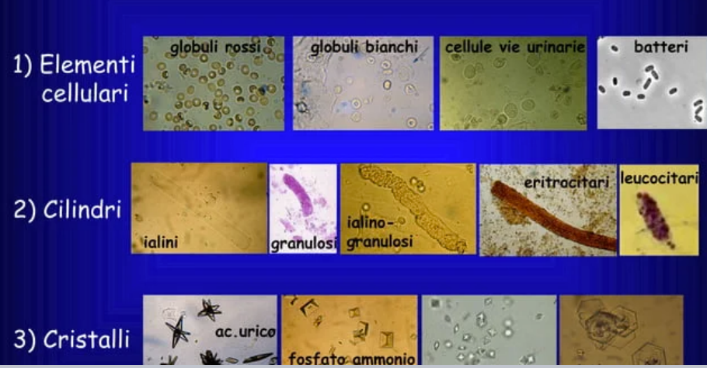 1) Elementi
cellulari
globuli rossi
globuli bianchi
cellule vie urinarie
batteri
2) Cilindri
ialini
granulosi
ialino-
granulosi
eritrocitari
leucocitari
3) Cristalli
ac.urico
fosfato ammonio